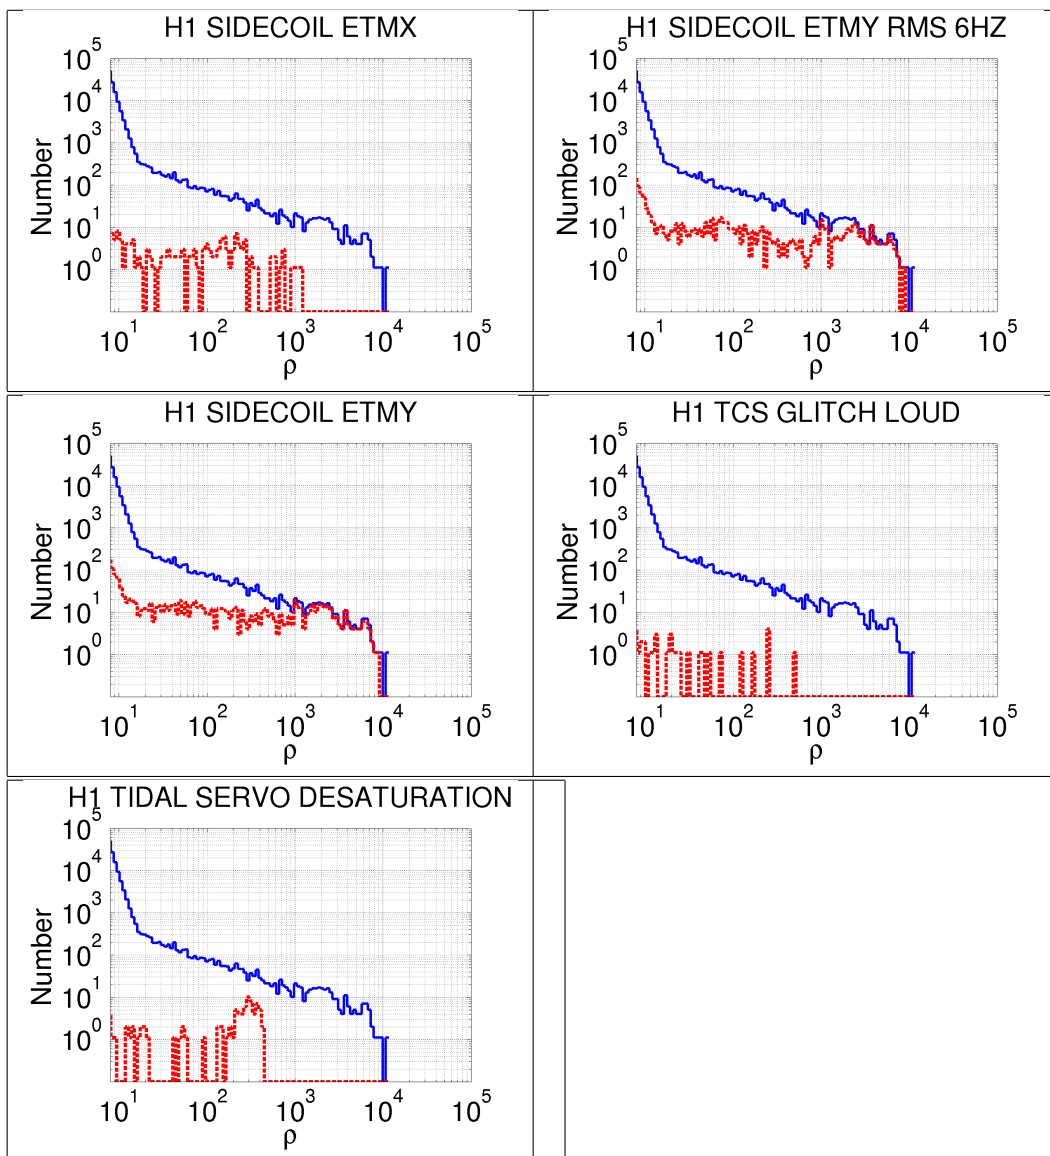 H1 SIDECOIL ETMX
Number
10^5
10^4
10^3
10^2
10^1
10^0
10^1 10^2 10^3 10^4 10^5
ρ
H1 SIDECOIL ETMY RMS 6HZ
Number
10^5
10^4
10^3
10^2
10^1
10^0
10^1 10^2 10^3 10^4 10^5
ρ
H1 SIDECOIL ETMY
Number
10^5
10^4
10^3
10^2
10^1
10^0
10^1 10^2 10^3 10^4 10^5
ρ
H1 TCS GLITCH LOUD
Number
10^5
10^4
10^3
10^2
10^1
10^0
10^1 10^2 10^3 10^4 10^5
ρ
H1 TIDAL SERVO DESATURATION
Number
10^5
10^4
10^3
10^2
10^1
10^0
10^1 10^2 10^3 10^4 10^5
ρ